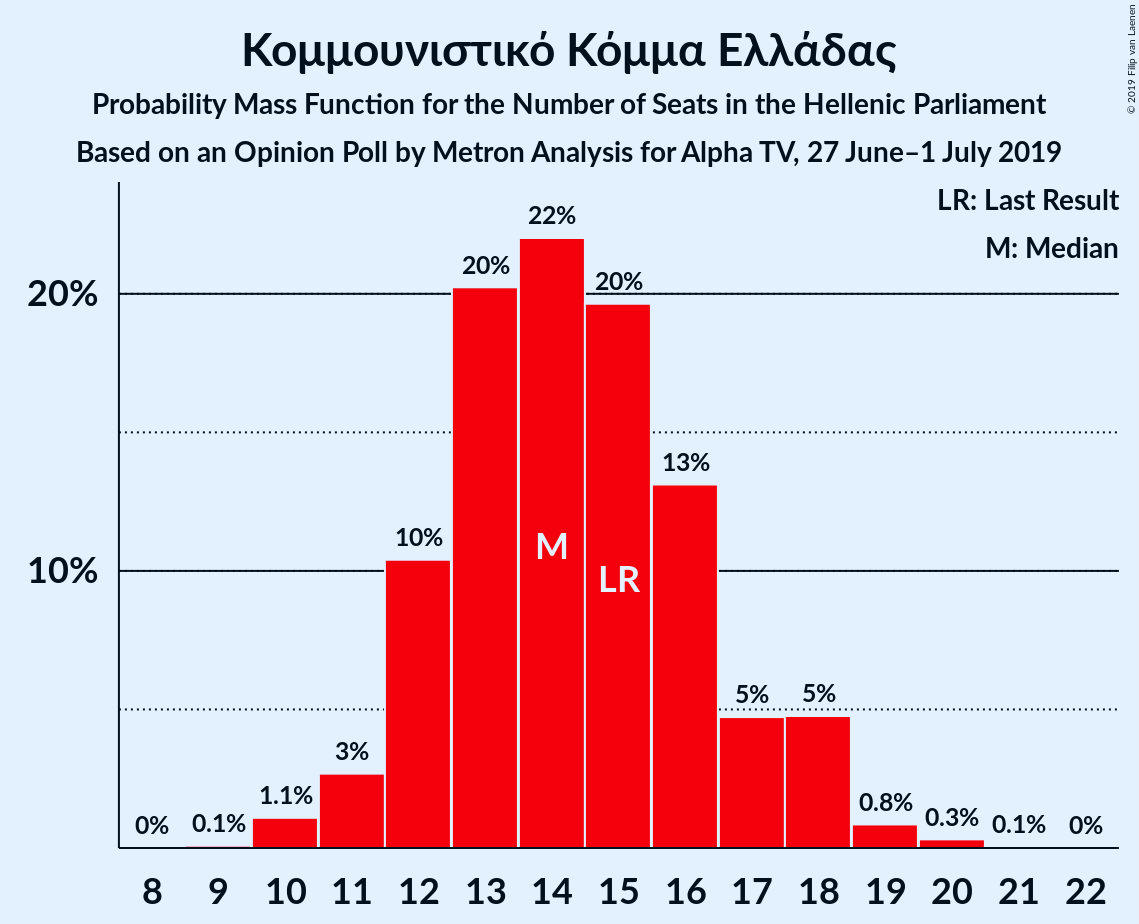 Κομμουνιστικό Κόμμα Ελλάδας
Probability Mass Function for the Number of Seats in the Hellenic Parliament
Based on an Opinion Poll by Metron Analysis for Alpha TV, 27 June–1 July 2019
© 2019 Filip van Laenen
LR: Last Result
M: Median
20%
10%
0%
0.1%
1.1%
3%
10%
20%
22%
20%
13%
5%
5%
0.8%
0.3%
0.1%
0%
M
LR
8 9 10 11 12 13 14 15 16 17 18 19 20 21 22